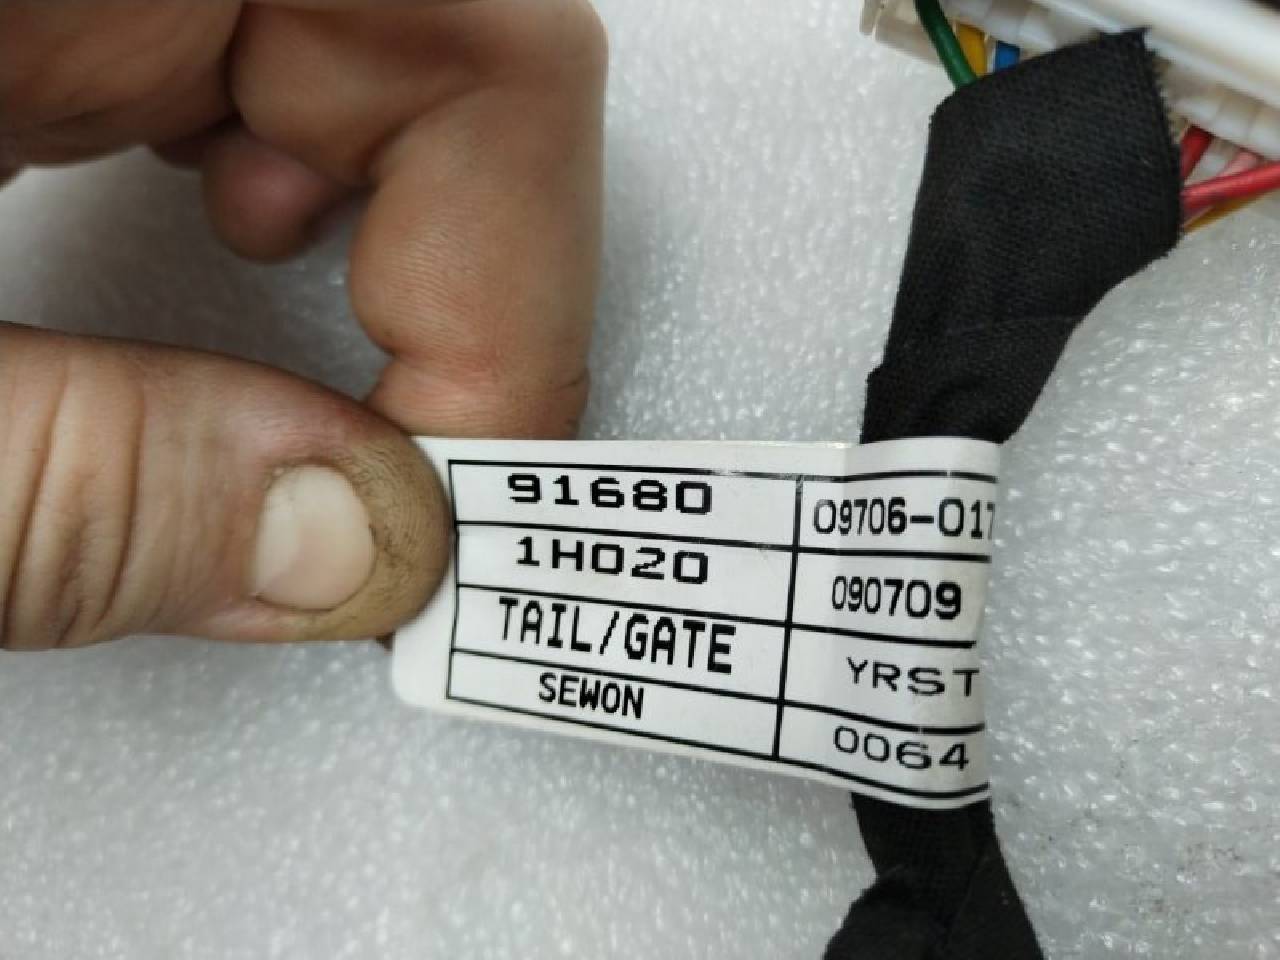 91680
1H020
TAIL/GATE
SEWON
09706-017
090709
YRST
0064